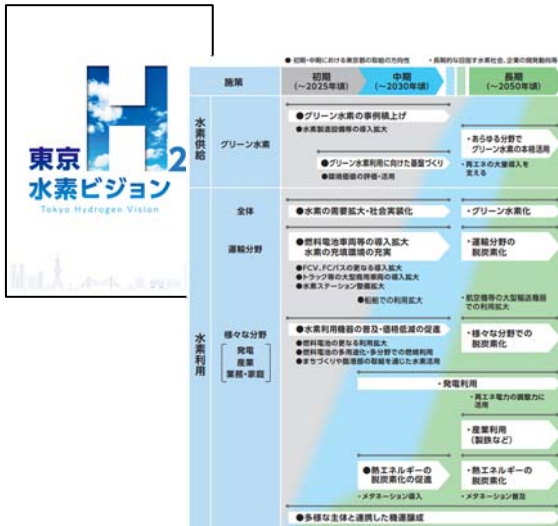 東京
H2
水素ビジョン
Tokyo Hydrogen Vision
● 初期・中期における東京都の取組の方向性 ・長期的な目指す水素社会、企業の開発動向等
施策
初期
(～2025年頃)
中期
(～2030年頃)
長期
(～2050年頃)
水素供給
グリーン水素
●グリーン水素の事例積上げ
●水素製造設備等の導入拡大
●グリーン水素利用に向けた基盤づくり
●環境価値の評価・活用
・あらゆる分野で
グリーン水素の本格活用
・再エネの大量導入を
支える
水素利用
全体
●水素の需要拡大・社会実装化
・グリーン水素化
運輸分野
●燃料電池車両等の導入拡大
水素の充填環境の充実
●FCV、FCバスの更なる導入拡大
●トラック等の大型商用車両の導入拡大
●水素ステーション整備拡大
●船舶での利用拡大
・運輸分野の
脱炭素化
・航空機等の大型輸送機器
での利用拡大
様々な分野
発電
産業
業務・家庭
●水素利用機器の普及・価格低減の促進
●燃料電池の更なる利用拡大
●燃料電池の多用途化・多分野での燃焼利用
●まちづくりや臨港部の取組を通じた水素活用
・様々な分野での
脱炭素化
・発電利用
・再エネ電力の調整力に
活用
・産業利用
(製鉄など)
●熱エネルギーの
脱炭素化の促進
・メタネーション導入
・熱エネルギーの
脱炭素化
・メタネーション普及
●多様な主体と連携した機運醸成